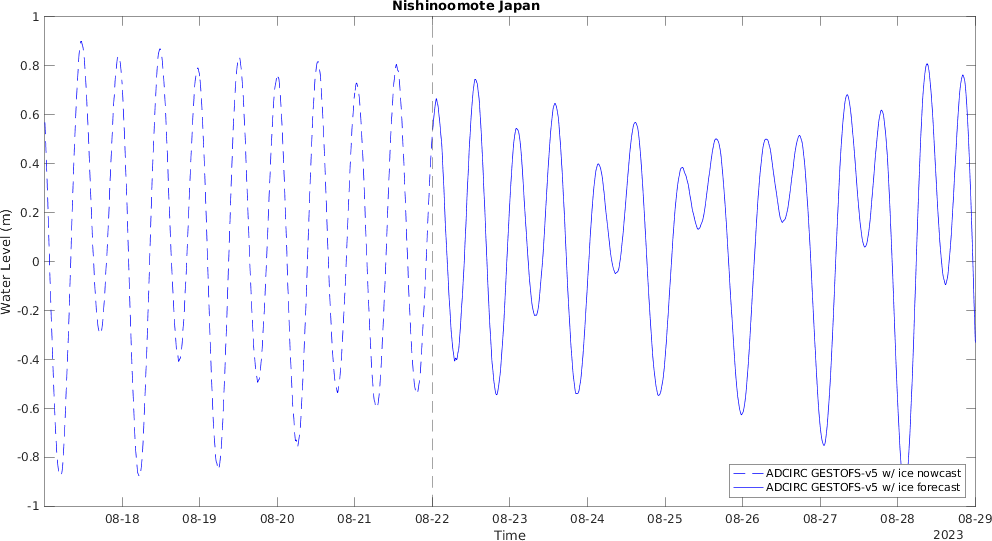 Nishinoomote Japan
Water Level (m)
1
0.8
0.6
0.4
0.2
0
-0.2
-0.4
-0.6
-0.8
-1
ADCIRC GESTOFS-v5 w/ ice nowcast
ADCIRC GESTOFS-v5 w/ ice forecast
08-18 08-19 08-20 08-21 08-22 08-23 08-24 08-25 08-26 08-27 08-28 08-29
Time
2023